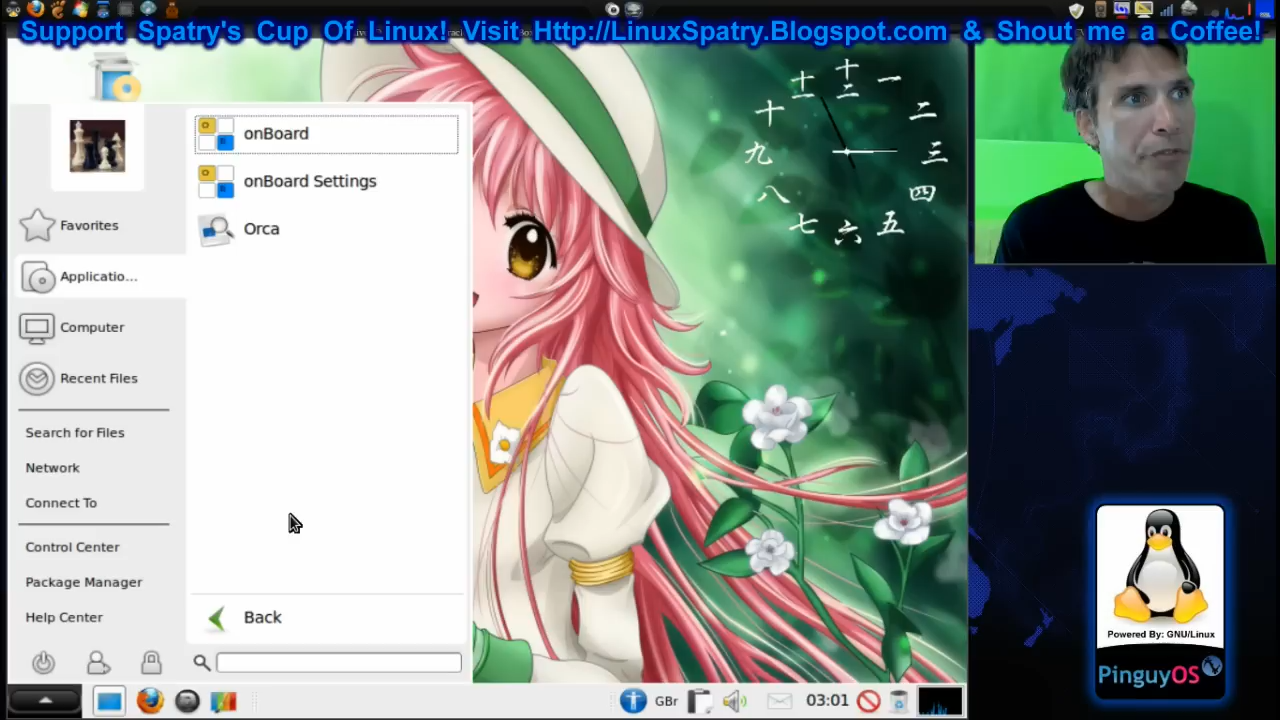 Support Spatry's Cup Of Linux! Visit Http://LinuxSpatry.Blogspot.com & Shout me a Coffee!
十二
一
二
三
四
五
六
七
八
九
十
十一
onBoard
onBoard Settings
Orca
Favorites
Applicatio...
Computer
Recent Files
Search for Files
Network
Connect To
Control Center
Package Manager
Help Center
Back
GBr
03:01
Powered By: GNU/Linux
PinguyOS